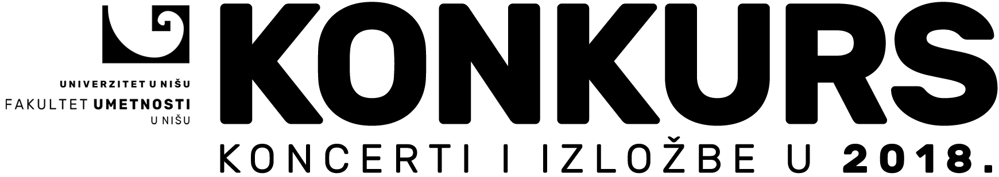 UNIVERZITET U NIŠU
FAKULTET UMETNOSTI
U NIŠU
KONKURS
KONCERTI I IZLOŽBE U 2018.